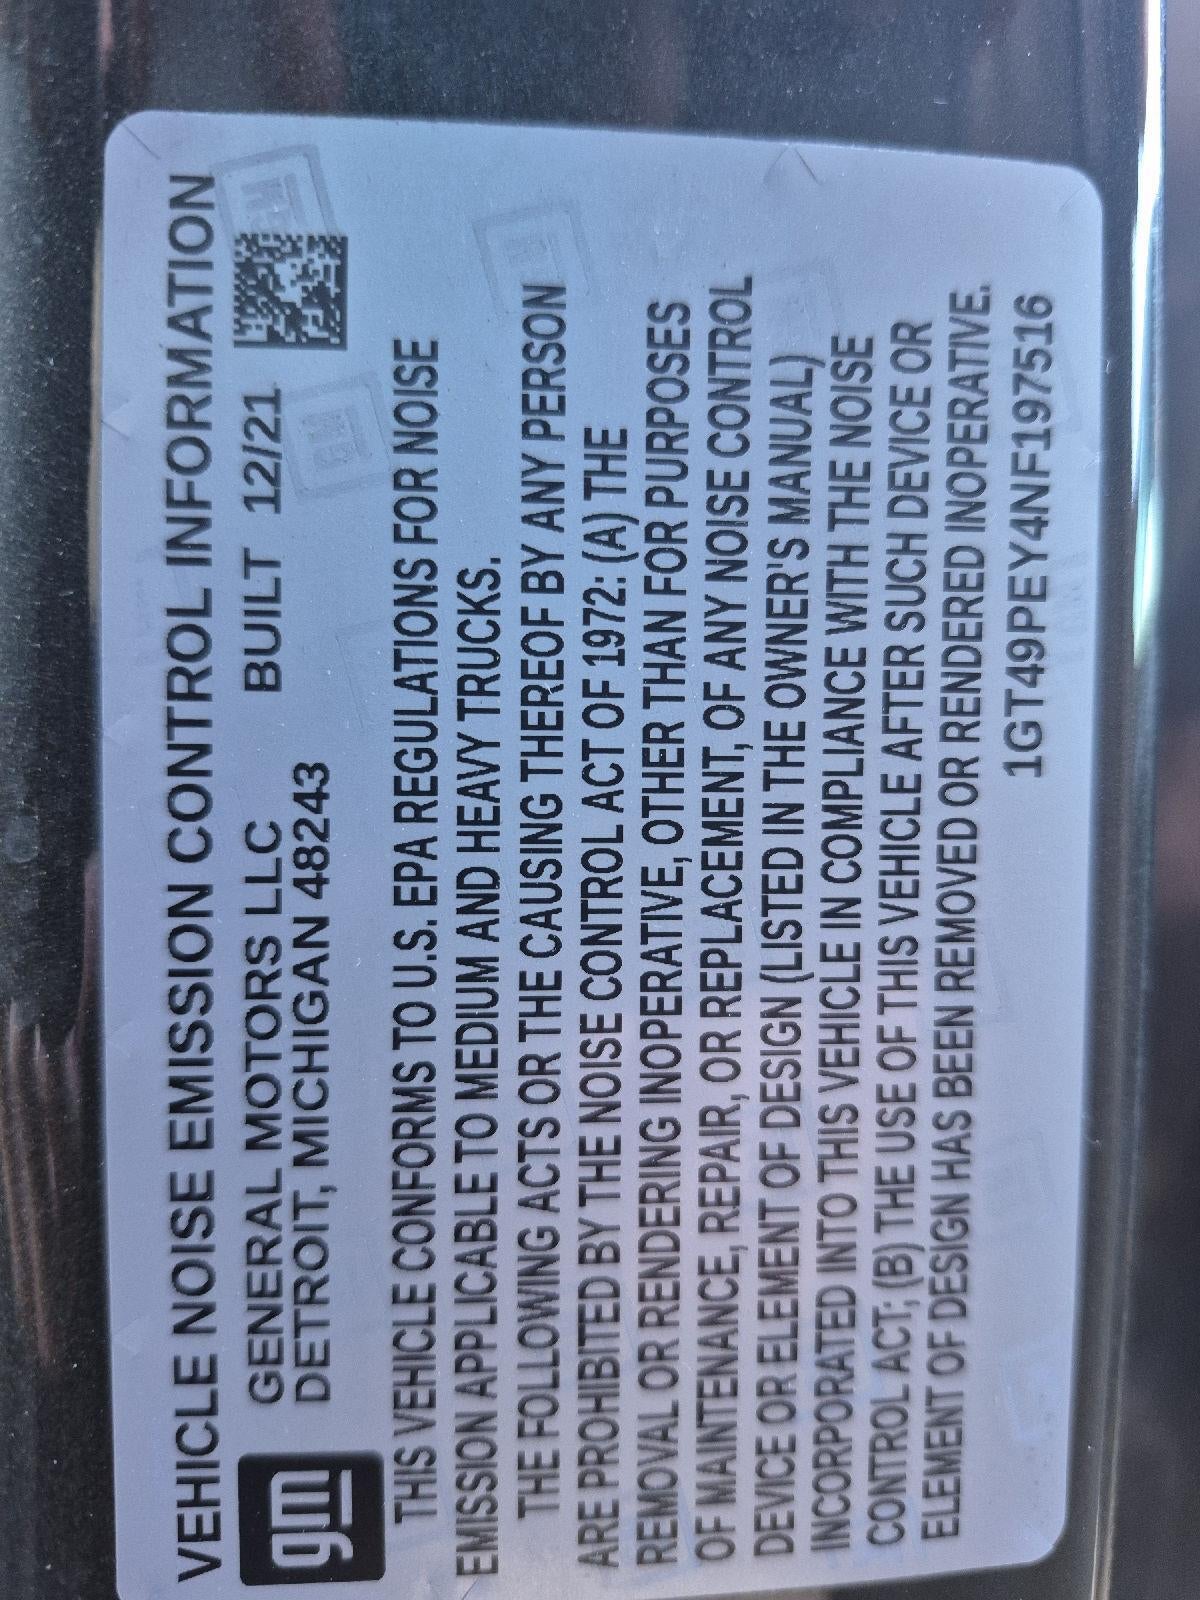 VEHICLE NOISE EMISSION CONTROL INFORMATION
gm
GENERAL MOTORS LLC BUILT 12/21
DETROIT, MICHIGAN 48243
THIS VEHICLE CONFORMS TO U.S. EPA REGULATIONS FOR NOISE
EMISSION APPLICABLE TO MEDIUM AND HEAVY TRUCKS.
THE FOLLOWING ACTS OR THE CAUSING THEREOF BY ANY PERSON
ARE PROHIBITED BY THE NOISE CONTROL ACT OF 1972: (A) THE
REMOVAL OR RENDERING INOPERATIVE, OTHER THAN FOR PURPOSES
OF MAINTENANCE, REPAIR, OR REPLACEMENT, OF ANY NOISE CONTROL
DEVICE OR ELEMENT OF DESIGN (LISTED IN THE OWNER'S MANUAL)
INCORPORATED INTO THIS VEHICLE IN COMPLIANCE WITH THE NOISE
CONTROL ACT; (B) THE USE OF THIS VEHICLE AFTER SUCH DEVICE OR
ELEMENT OF DESIGN HAS BEEN REMOVED OR RENDERED INOPERATIVE.
1GT49PEY4NF197516